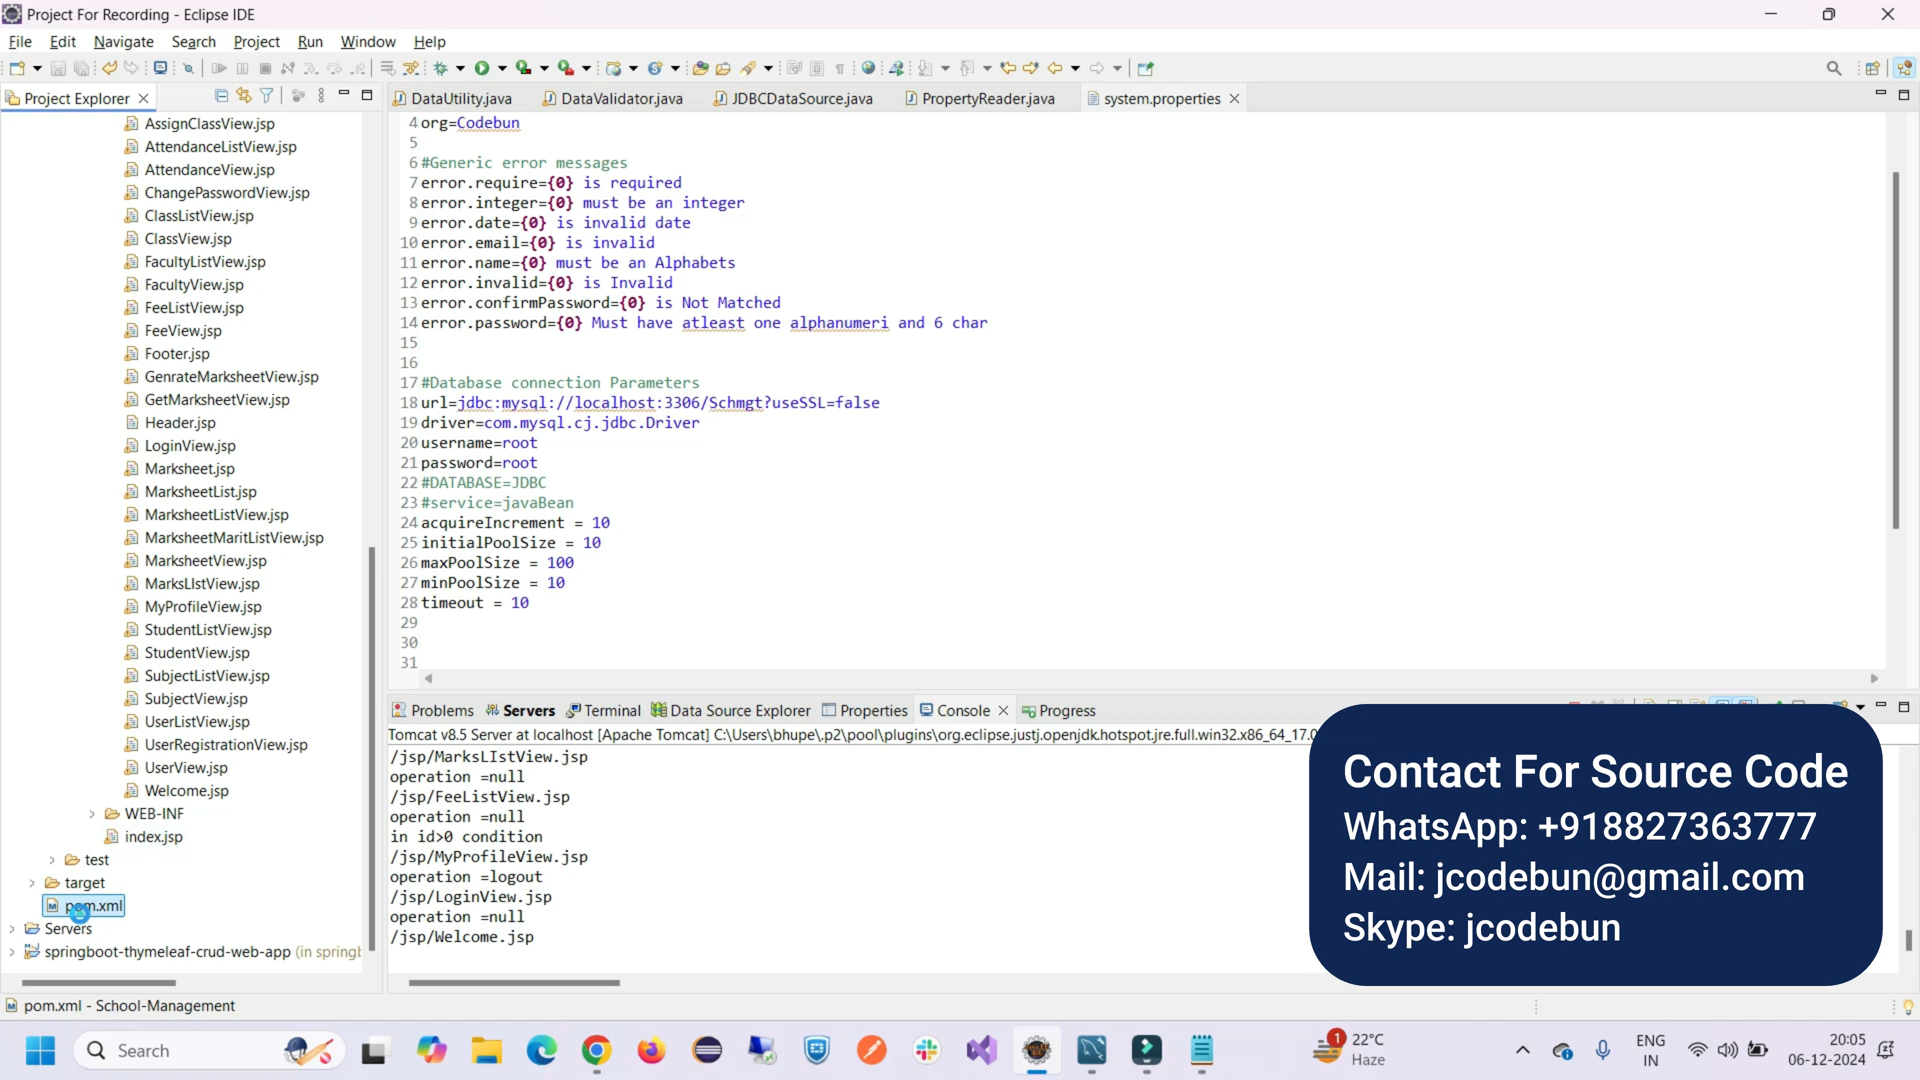 Project For Recording - Eclipse IDE
File Edit Navigate Search Project Run Window Help
Project Explorer
DataUtility.java DataValidator.java JDBCDataSource.java PropertyReader.java system.properties
AssignClassView.jsp
AttendanceListView.jsp
AttendanceView.jsp
ChangePasswordView.jsp
ClassListView.jsp
ClassView.jsp
FacultyListView.jsp
FacultyView.jsp
FeeListView.jsp
FeeView.jsp
Footer.jsp
GenrateMarksheetView.jsp
GetMarksheetView.jsp
Header.jsp
LoginView.jsp
Marksheet.jsp
MarksheetList.jsp
MarksheetListView.jsp
MarksheetMaritListView.jsp
MarksheetView.jsp
MarksLIstView.jsp
MyProfileView.jsp
StudentListView.jsp
StudentView.jsp
SubjectListView.jsp
SubjectView.jsp
UserListView.jsp
UserRegistrationView.jsp
UserView.jsp
Welcome.jsp
WEB-INF
index.jsp
test
target
pom.xml
Servers
springboot-thymeleaf-crud-web-app (in springl
4 org=Codebun
5
6 #Generic error messages
7 error.require={0} is required
8 error.integer={0} must be an integer
9 error.date={0} is invalid date
10 error.email={0} is invalid
11 error.name={0} must be an Alphabets
12 error.invalid={0} is Invalid
13 error.confirmPassword={0} is Not Matched
14 error.password={0} Must have atleast one alphanumeri and 6 char
15
16
17 #Database connection Parameters
18 url=jdbc:mysql://localhost:3306/Schmgt?useSSL=false
19 driver=com.mysql.cj.jdbc.Driver
20 username=root
21 password=root
22 #DATABASE=JDBC
23 #service=javaBean
24 acquireIncrement = 10
25 initialPoolSize = 10
26 maxPoolSize = 100
27 minPoolSize = 10
28 timeout = 10
29
30
31
Problems Servers Terminal Data Source Explorer Properties Console Progress
Tomcat v8.5 Server at localhost [Apache Tomcat] C:\Users\bhupe\.p2\pool\plugins\org.eclipse.justj.openjdk.hotspot.jre.full.win32.x86_64_17.0
/jsp/MarksLIstView.jsp
operation =null
/jsp/FeeListView.jsp
operation =null
in id>0 condition
/jsp/MyProfileView.jsp
operation =logout
/jsp/LoginView.jsp
operation =null
/jsp/Welcome.jsp
Contact For Source Code
WhatsApp: +918827363777
Mail: jcodebun@gmail.com
Skype: jcodebun
pom.xml - School-Management
Search
1
22°C
Haze
ENG
IN
20:05
06-12-2024